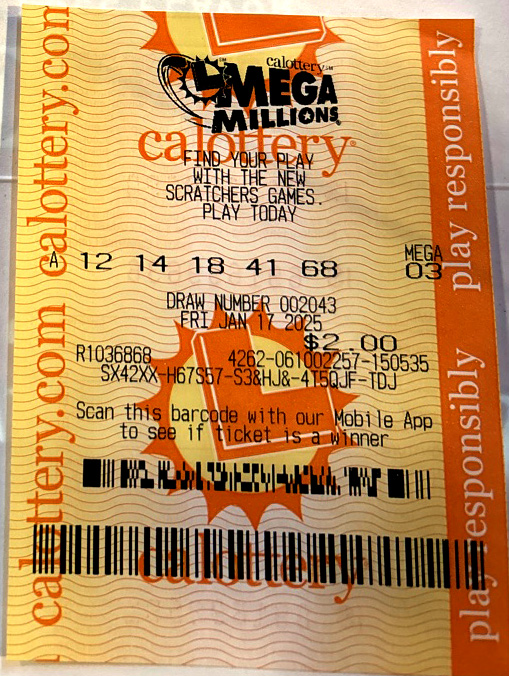 calottery
MEGA
MILLIONS
calottery
FIND YOUR PLAY
WITH THE NEW
SCRATCHERS GAMES.
PLAY TODAY
A 12 14 18 41 68 MEGA 03
DRAW NUMBER 002043
FRI JAN 17 2025
$2.00
R1036868 4262-061002257-150535
SX42XX-H67S57-S3&HJ&-4T5QJF-TDJ
Scan this barcode with our Mobile App
to see if ticket is a winner
calottery
calottery.com calottery.com
play responsibly play responsibly